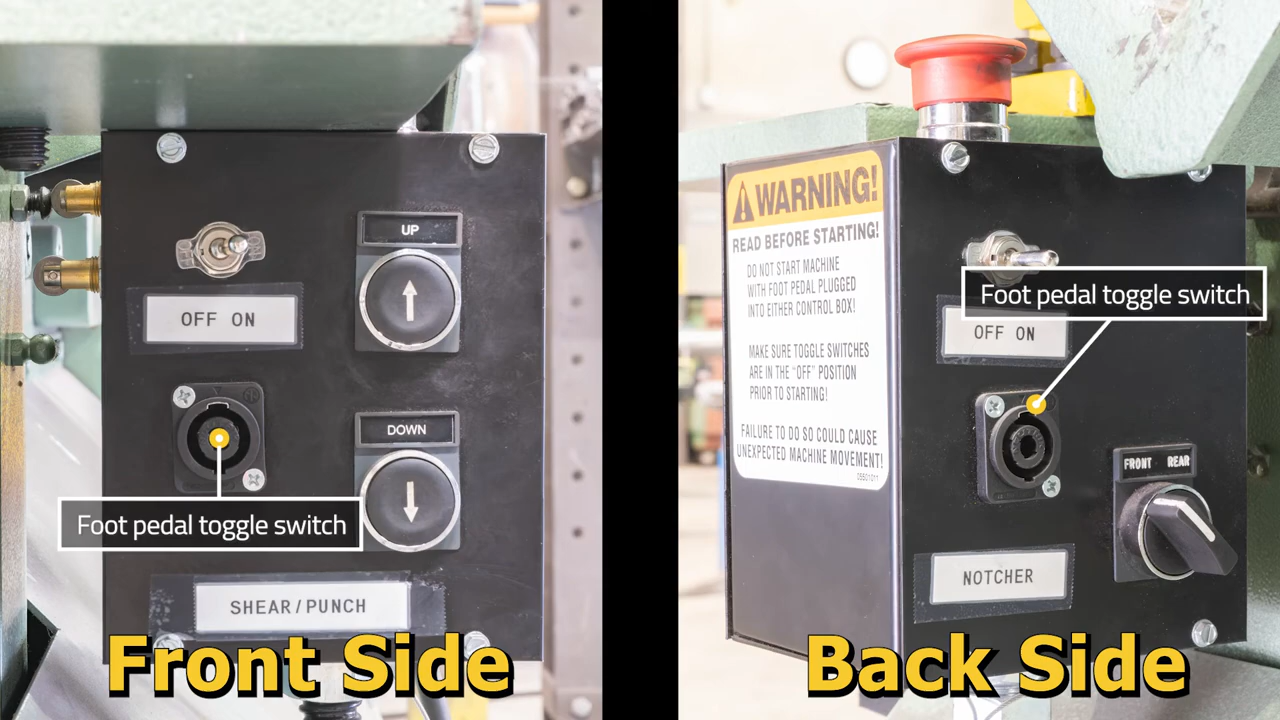 UP
OFF ON
DOWN
Foot pedal toggle switch
SHEAR/PUNCH
Front Side
WARNING!
READ BEFORE STARTING!
DO NOT START MACHINE
WITH FOOT PEDAL PLUGGED
INTO EITHER CONTROL BOX!
MAKE SURE TOGGLE SWITCHES
ARE IN THE "OFF" POSITION
PRIOR TO STARTING!
FAILURE TO DO SO COULD CAUSE
UNEXPECTED MACHINE MOVEMENT!
Foot pedal toggle switch
OFF ON
FRONT REAR
NOTCHER
Back Side